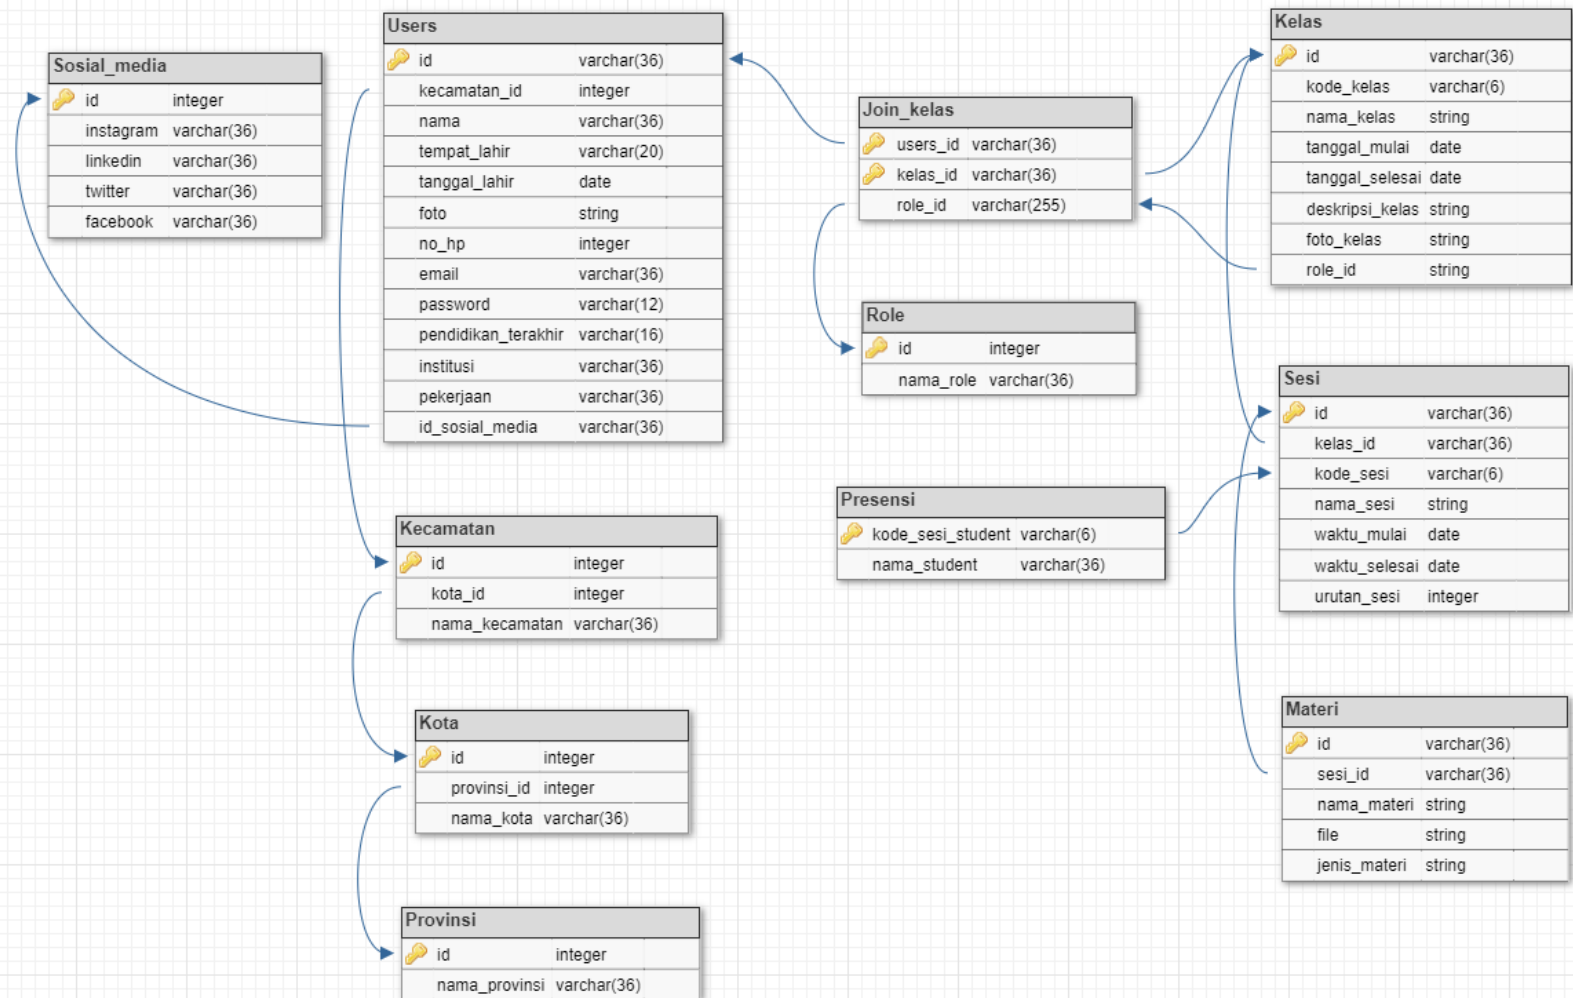 Sosial_media
id integer
instagram varchar(36)
linkedin varchar(36)
twitter varchar(36)
facebook varchar(36)
Users
id varchar(36)
kecamatan_id integer
nama varchar(36)
tempat_lahir varchar(20)
tanggal_lahir date
foto string
no_hp integer
email varchar(36)
password varchar(12)
pendidikan_terakhir varchar(16)
institusi varchar(36)
pekerjaan varchar(36)
id_sosial_media varchar(36)
Kecamatan
id integer
kota_id integer
nama_kecamatan varchar(36)
Kota
id integer
provinsi_id integer
nama_kota varchar(36)
Provinsi
id integer
nama_provinsi varchar(36)
Join_kelas
users_id varchar(36)
kelas_id varchar(36)
role_id varchar(255)
Role
id integer
nama_role varchar(36)
Presensi
kode_sesi_student varchar(6)
nama_student varchar(36)
Kelas
id varchar(36)
kode_kelas varchar(6)
nama_kelas string
tanggal_mulai date
tanggal_selesai date
deskripsi_kelas string
foto_kelas string
role_id string
Sesi
id varchar(36)
kelas_id varchar(36)
kode_sesi varchar(6)
nama_sesi string
waktu_mulai date
waktu_selesai date
urutan_sesi integer
Materi
id varchar(36)
sesi_id varchar(36)
nama_materi string
file string
jenis_materi string